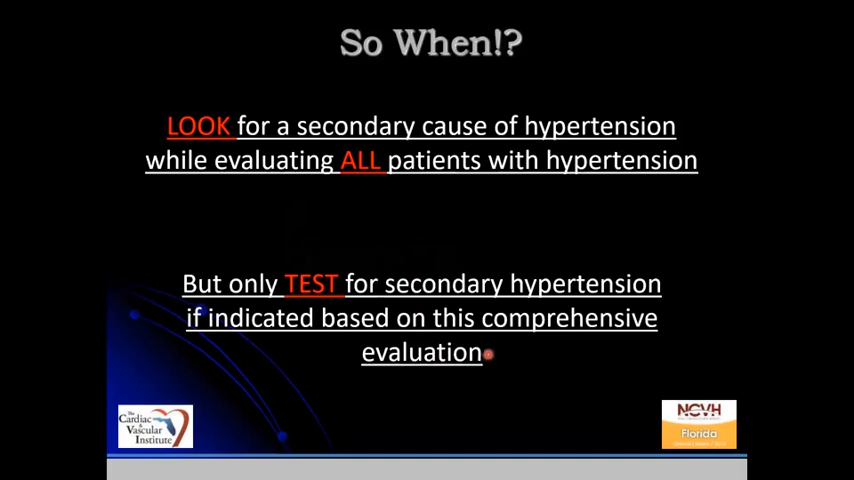 So When!?
LOOK for a secondary cause of hypertension
while evaluating ALL patients with hypertension
But only TEST for secondary hypertension
if indicated based on this comprehensive
evaluation
The
Cardiac
&
Vascular
Institute
NCVH
Florida